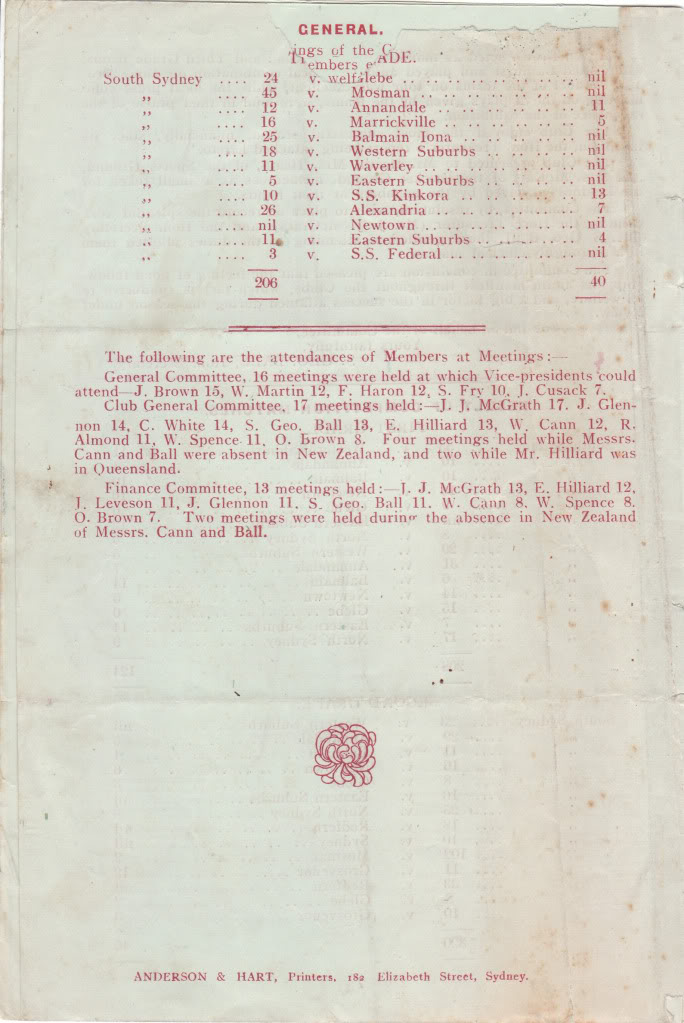 GENERAL.
ings of the G
embers e
ADE.
South Sydney .... 24 v. Glebe .. .. .. .. .. .. .. .. nil
,, .... 45 v. Mosman .. .. .. .. .. .. .. nil
,, .... 12 v. Annandale .. .. .. .. .. .. 11
,, .... 16 v. Marrickville .. .. .. .. .. .. 5
,, .... 25 v. Balmain Iona .. .. .. .. .. nil
,, .... 18 v. Western Suburbs .. .. .. .. nil
,, .... 11 v. Waverley .. .. .. .. .. .. .. nil
,, .... 5 v. Eastern Suburbs .. .. .. .. nil
,, .... 10 v. S.S. Kinkora .. .. .. .. .. 13
,, .... 26 v. Alexandria .. .. .. .. .. .. 7
,, .... nil v. Newtown .. .. .. .. .. .. nil
,, .... 11 v. Eastern Suburbs .. .. .. .. 4
,, .... 3 v. S.S. Federal .. .. .. .. .. nil
206 40
The following are the attendances of Members at Meetings:—
General Committee, 16 meetings were held at which Vice-presidents could
attend—J. Brown 15, W. Martin 12, F. Haron 12, S. Fry 10, J. Cusack 7.
Club General Committee, 17 meetings held:—J. J. McGrath 17. J. Glen-
non 14, C. White 14, S. Geo. Ball 13, E. Hilliard 13, W. Cann 12, R.
Almond 11, W. Spence 11, O. Brown 8. Four meetings held while Messrs.
Cann and Ball were absent in New Zealand, and two while Mr. Hilliard was
in Queensland.
Finance Committee, 13 meetings held:—J. J. McGrath 13, E. Hilliard 12,
J. Leveson 11, J. Glennon 11, S. Geo. Ball 11. W. Cann 8. W. Spence 8.
O. Brown 7. Two meetings were held during the absence in New Zealand
of Messrs. Cann and Ball.
ANDERSON & HART, Printers, 182 Elizabeth Street, Sydney.